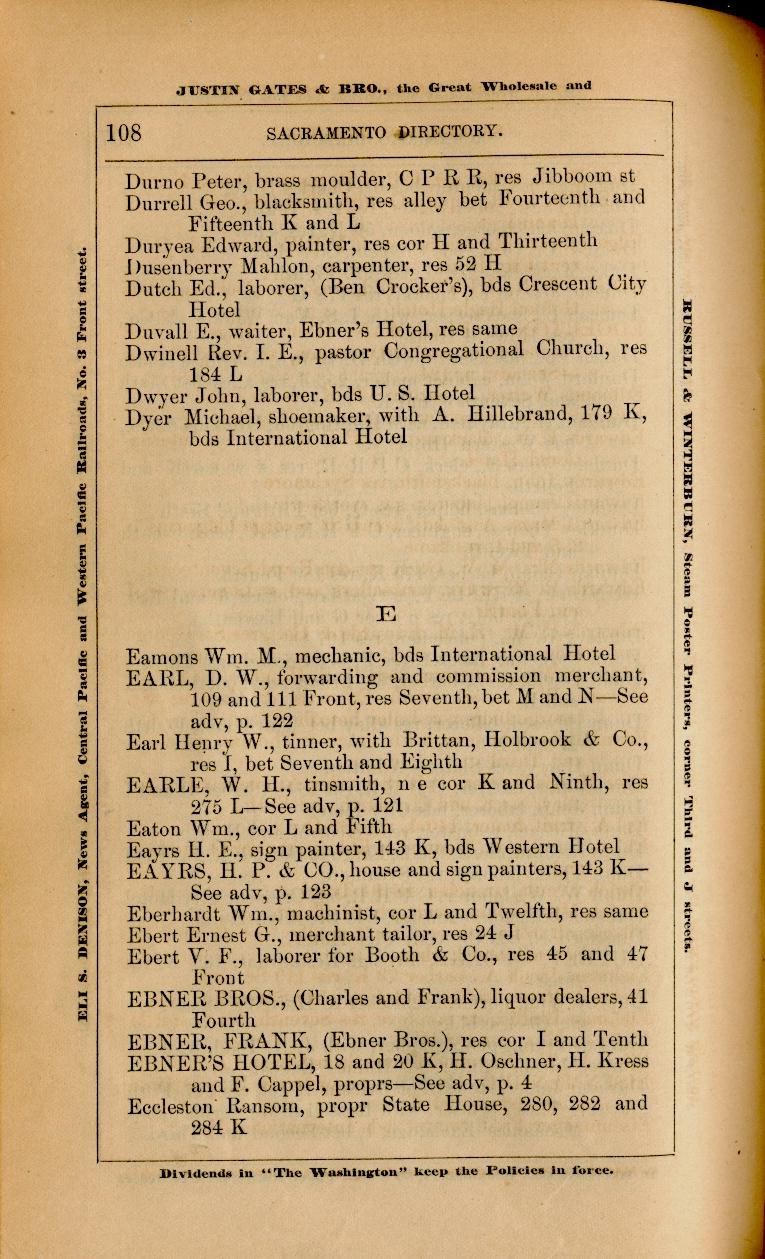 JUSTIN GATES & BRO., the Great Wholesale and
108 SACRAMENTO DIRECTORY.
Durno Peter, brass moulder, C P R R, res Jibboom st
Durrell Geo., blacksmith, res alley bet Fourteenth and
Fifteenth K and L
Duryea Edward, painter, res cor H and Thirteenth
Dusenberry Mahlon, carpenter, res 52 H
Dutch Ed., laborer, (Ben Crocker's), bds Crescent City
Hotel
Duvall E., waiter, Ebner's Hotel, res same
Dwinell Rev. I. E., pastor Congregational Church, res
184 L
Dwyer John, laborer, bds U. S. Hotel
Dyer Michael, shoemaker, with A. Hillebrand, 179 K,
bds International Hotel
E
Eamons Wm. M., mechanic, bds International Hotel
EARL, D. W., forwarding and commission merchant,
109 and 111 Front, res Seventh, bet M and N—See
adv, p. 122
Earl Henry W., tinner, with Brittan, Holbrook & Co.,
res I, bet Seventh and Eighth
EARLE, W. H., tinsmith, n e cor K and Ninth, res
275 L—See adv, p. 121
Eaton Wm., cor L and Fifth
Eayrs H. E., sign painter, 143 K, bds Western Hotel
EAYRS, H. P. & CO., house and sign painters, 143 K—
See adv, p. 123
Eberhardt Wm., machinist, cor L and Twelfth, res same
Ebert Ernest G., merchant tailor, res 24 J
Ebert V. F., laborer for Booth & Co., res 45 and 47
Front
EBNER BROS., (Charles and Frank), liquor dealers, 41
Fourth
EBNER, FRANK, (Ebner Bros.), res cor I and Tenth
EBNER'S HOTEL, 18 and 20 K, H. Oschner, H. Kress
and F. Cappel, proprs—See adv, p. 4
Eccleston Ransom, propr State House, 280, 282 and
284 K
Dividends in "The Washington" keep the Policies in force.
ELI S. DENISON, News Agent, Central Pacific and Western Pacific Railroads, No. 3 Front street.
RUSSELL & WINTERBURN, Steam Poster Printers, corner Third and J streets.